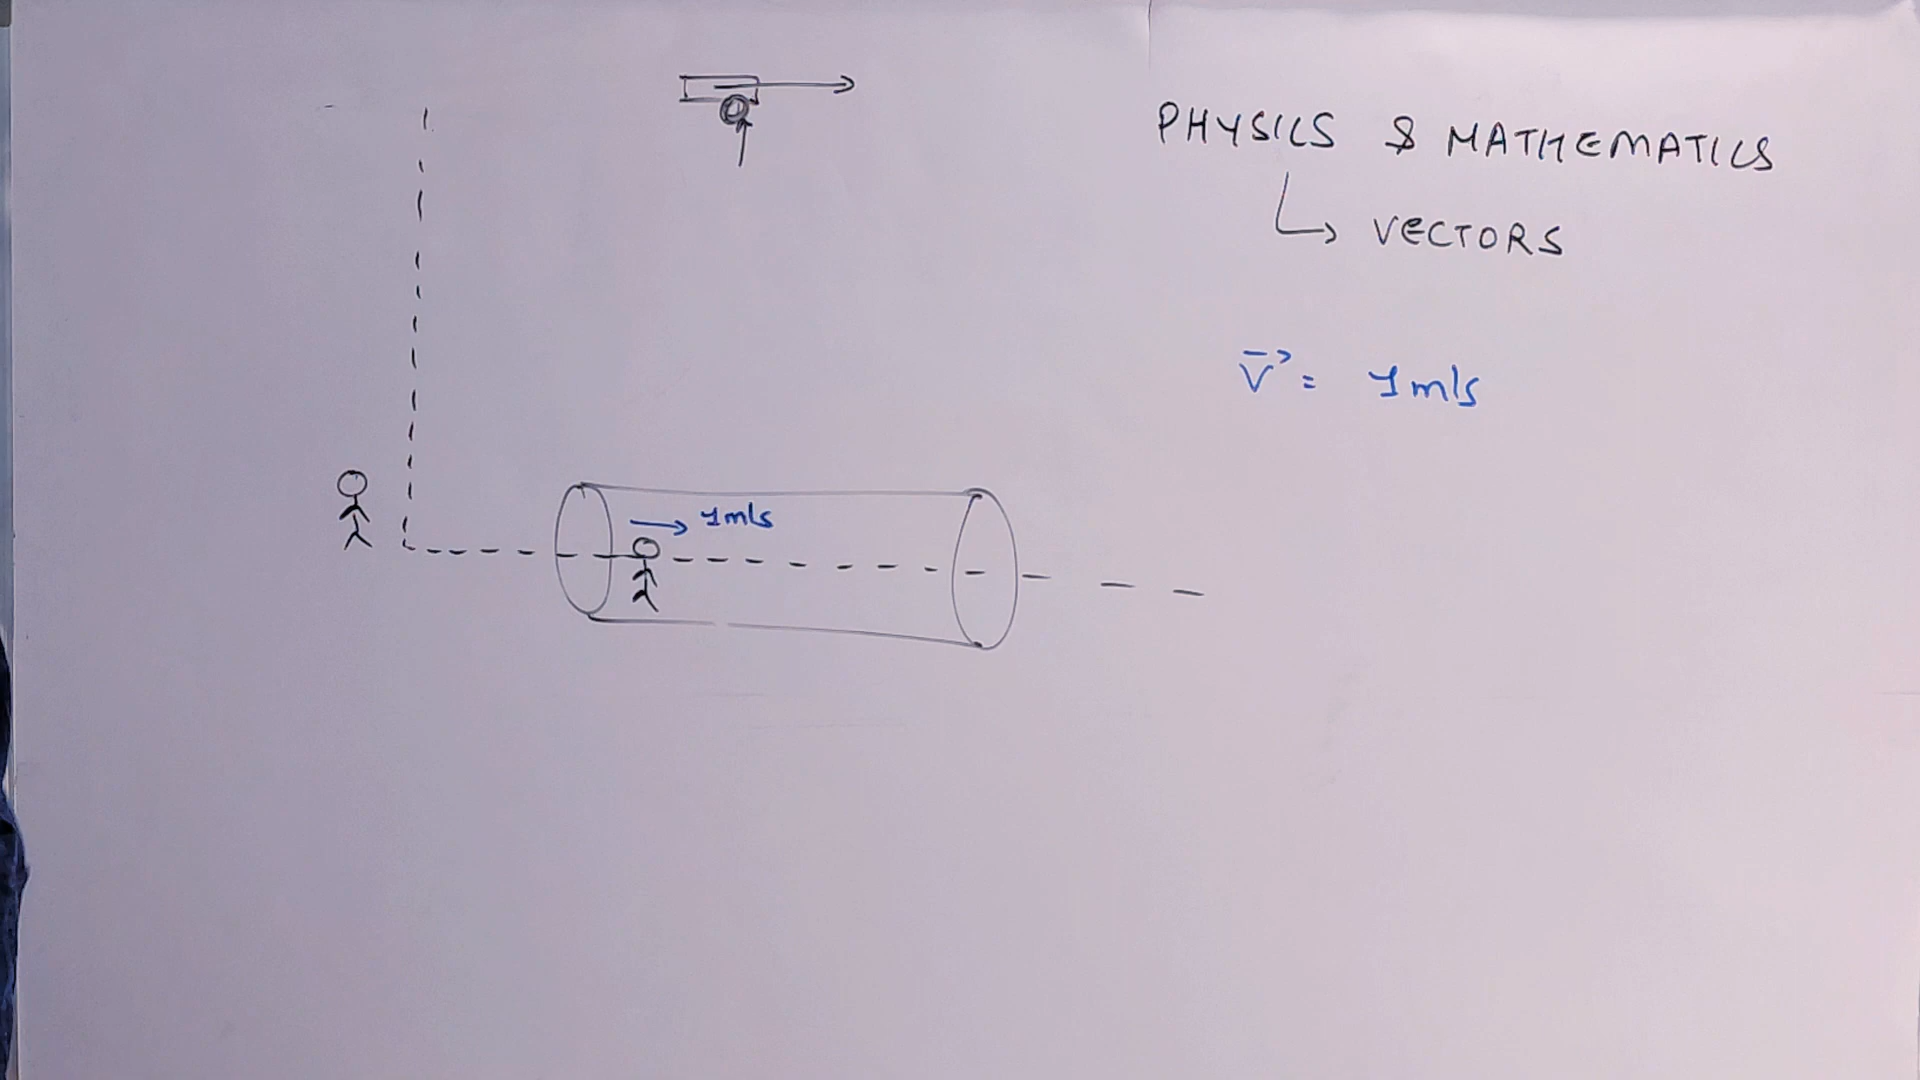 PHYSICS & MATHEMATICS
↳ VECTORS
V⃗ = 1m/s
→ 1m/s